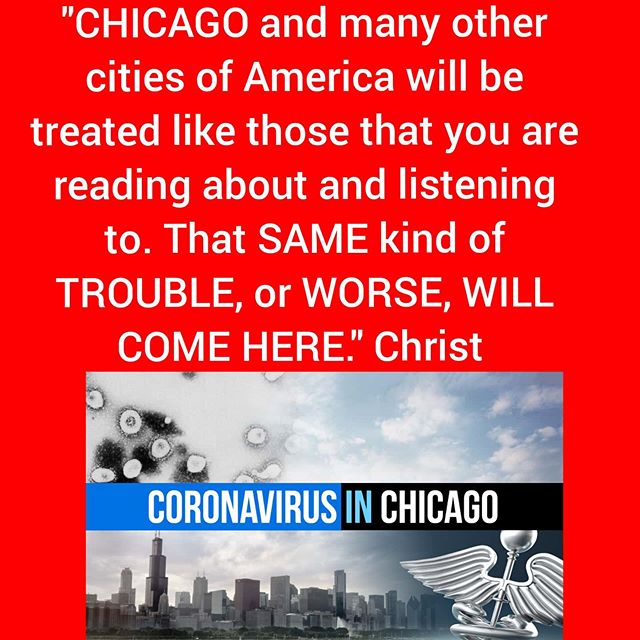 "CHICAGO and many other
cities of America will be
treated like those that you are
reading about and listening
to. That SAME kind of
TROUBLE, or WORSE, WILL
COME HERE." Christ
CORONAVIRUS IN CHICAGO